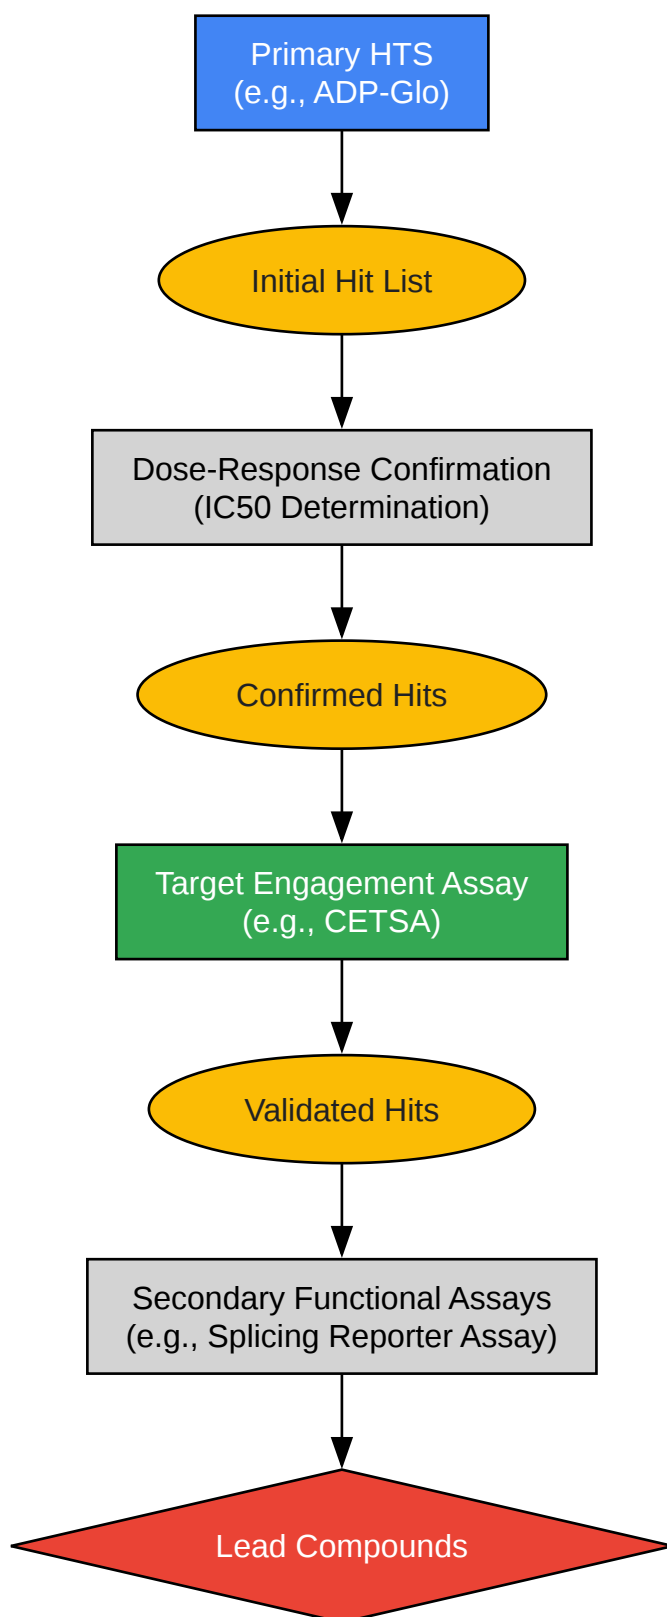 Primary HTS
(e.g., ADP-Glo)
Initial Hit List
Dose-Response Confirmation
(IC50 Determination)
Confirmed Hits
Target Engagement Assay
(e.g., CETSA)
Validated Hits
Secondary Functional Assays
(e.g., Splicing Reporter Assay)
Lead Compounds